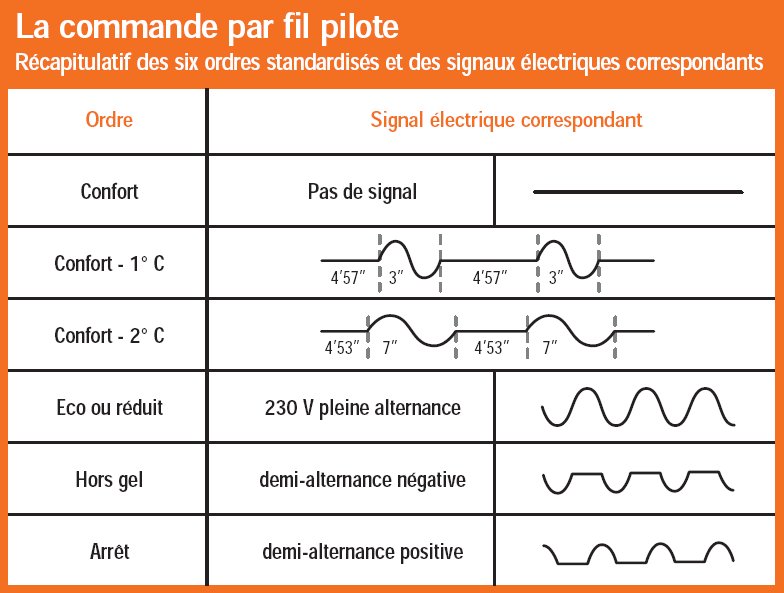 La commande par fil pilote
Récapitulatif des six ordres standardisés et des signaux électriques correspondants
Ordre
Signal électrique correspondant
Confort
Pas de signal
Confort - 1° C
4'57" 3" 4'57" 3"
Confort - 2° C
4'53" 7" 4'53" 7"
Eco ou réduit
230 V pleine alternance
Hors gel
demi-alternance négative
Arrêt
demi-alternance positive